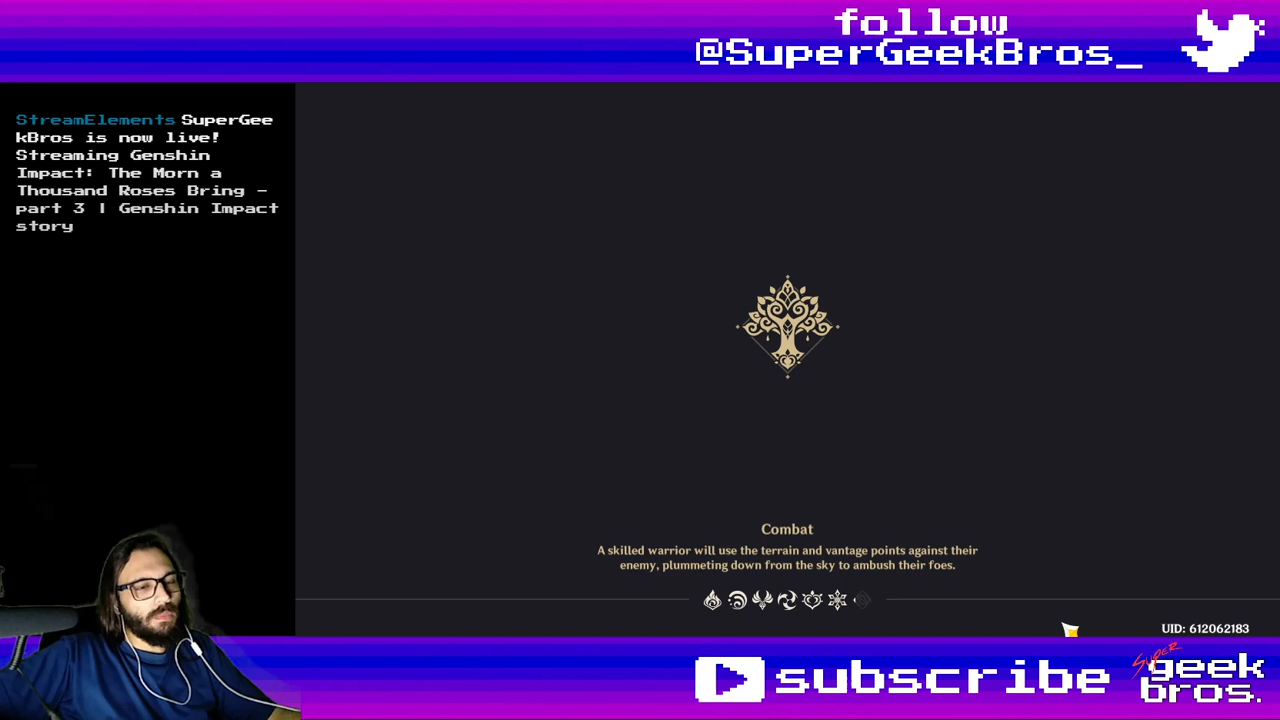 follow
@SuperGeekBros_
StreamElements SuperGee
kBros is now live!
Streaming Genshin
Impact: The Morn a
Thousand Roses Bring -
part 3 | Genshin Impact
story
Combat
A skilled warrior will use the terrain and vantage points against their
enemy, plummeting down from the sky to ambush their foes.
UID: 612062183
subscribe
SUPER
geek
bros.